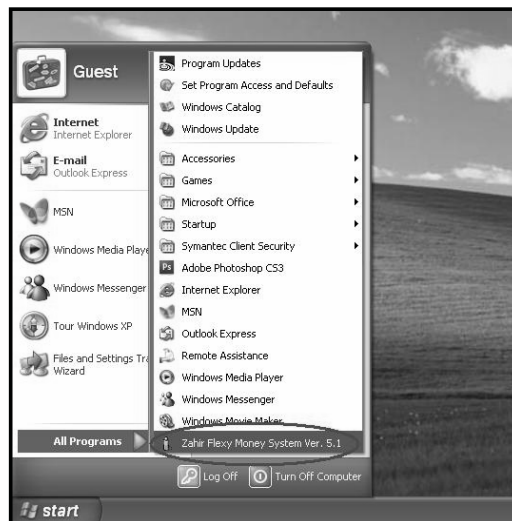 Guest
Internet
Internet Explorer
E-mail
Outlook Express
MSN
Windows Media Playe
Windows Messenger
Tour Windows XP
Files and Settings Tra
Wizard
All Programs
Program Updates
Set Program Access and Defaults
Windows Catalog
Windows Update
Accessories
Games
Microsoft Office
Startup
Symantec Client Security
Ps Adobe Photoshop CS3
Internet Explorer
MSN
Outlook Express
Remote Assistance
Windows Media Player
Windows Messenger
Windows Movie Maker
Zahir Flexy Money System Ver. 5.1
Log Off
Turn Off Computer
start